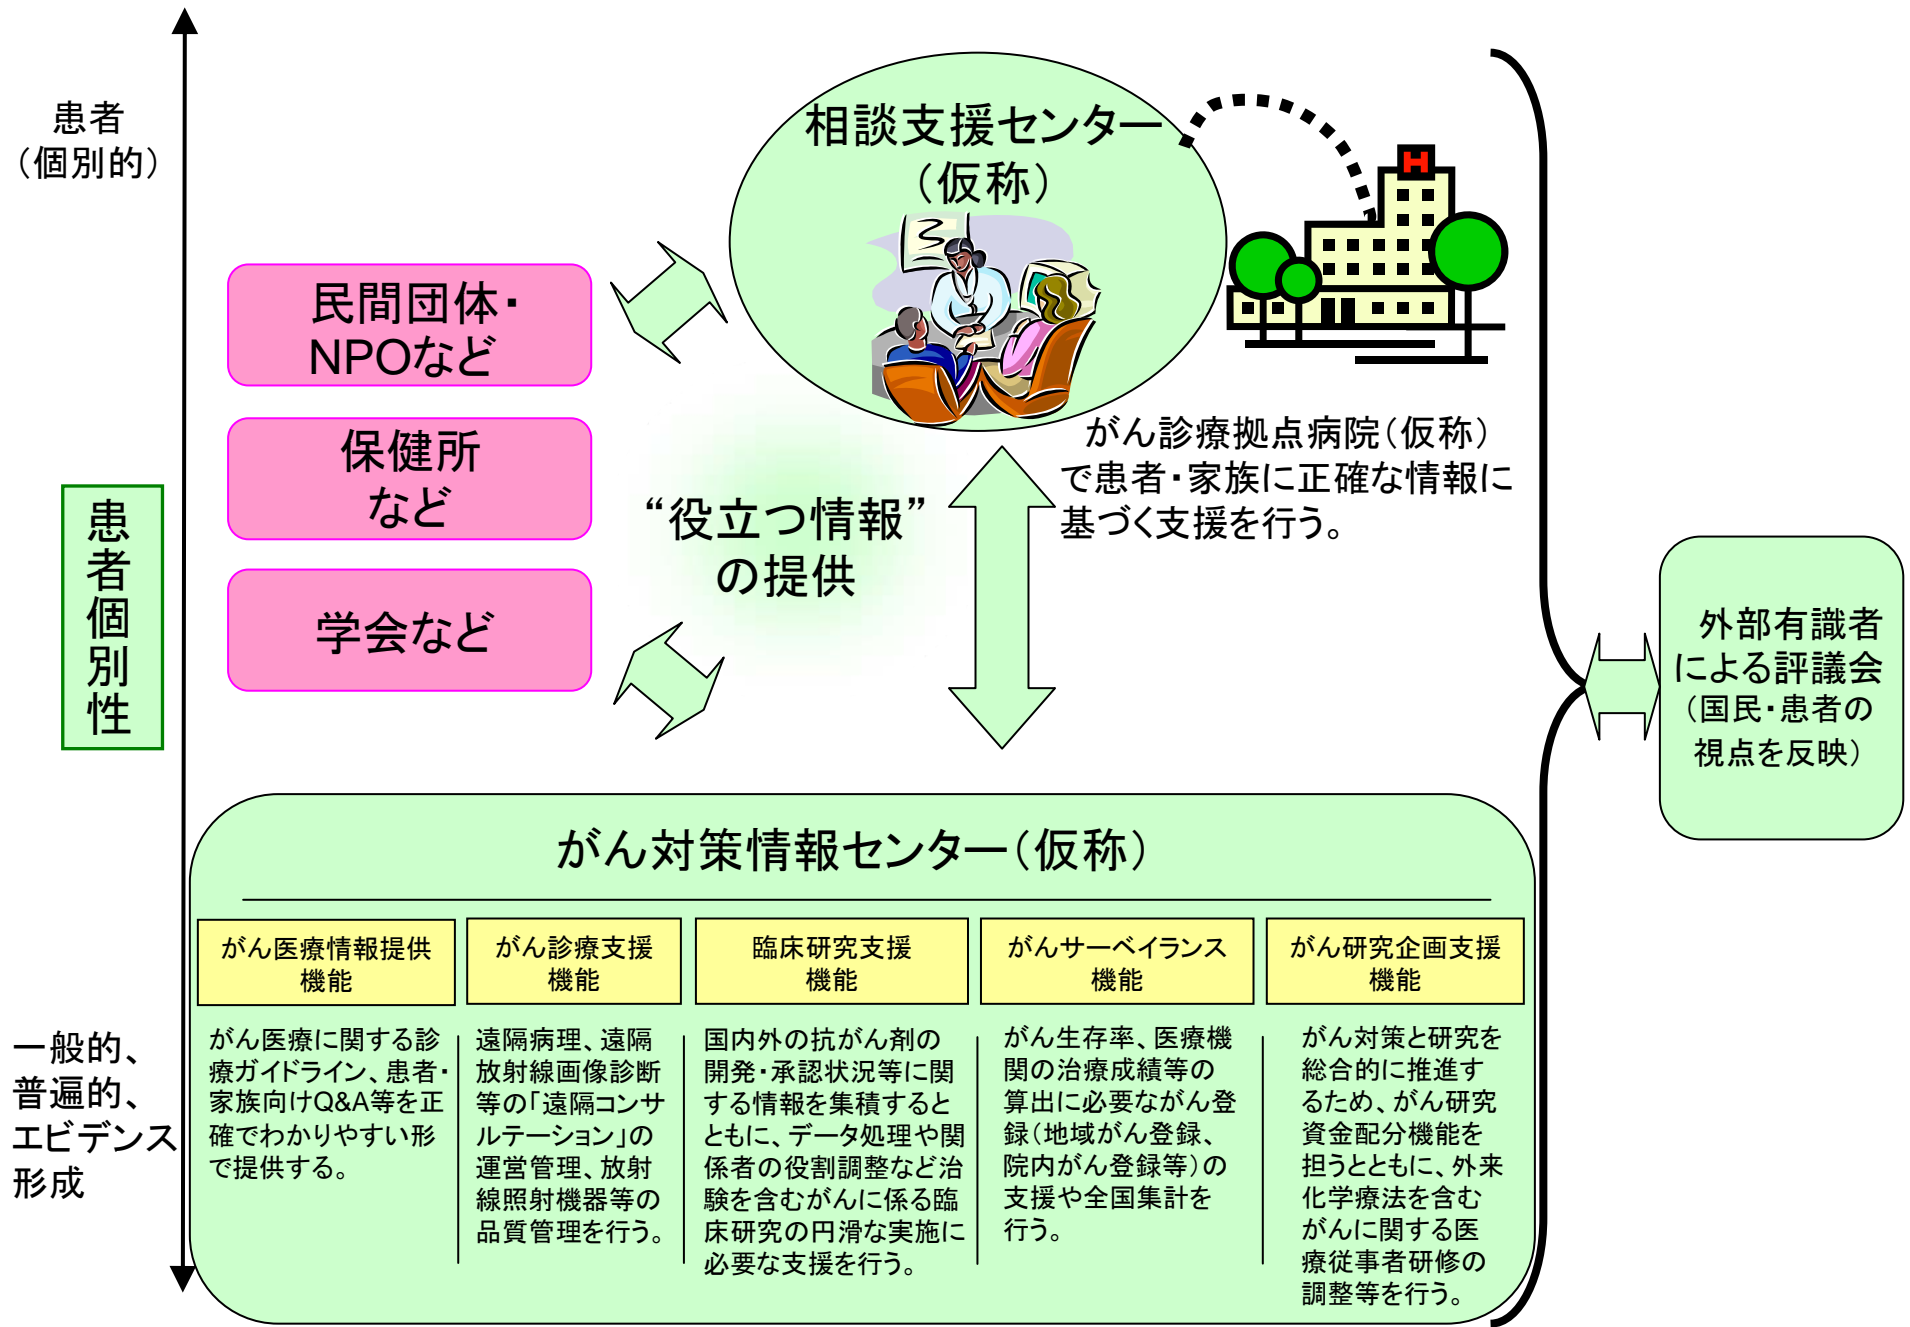 患者
（個別的）
相談支援センター
（仮称）
H
民間団体・
NPOなど
保健所
など
学会など
“役立つ情報”
の提供
がん診療拠点病院（仮称）
で患者・家族に正確な情報に
基づく支援を行う。
患者個別性
外部有識者
による評議会
（国民・患者の
視点を反映）
がん対策情報センター（仮称）
がん医療情報提供
機能
がん医療に関する診
療ガイドライン、患者・
家族向けQ&A等を正
確でわかりやすい形
で提供する。
がん診療支援
機能
遠隔病理、遠隔
放射線画像診断
等の「遠隔コンサ
ルテーション」の
運営管理、放射
線照射機器等の
品質管理を行う。
臨床研究支援
機能
国内外の抗がん剤の
開発・承認状況等に関
する情報を集積すると
ともに、データ処理や関
係者の役割調整など治
験を含むがんに係る臨
床研究の円滑な実施に
必要な支援を行う。
がんサーベイランス
機能
がん生存率、医療機
関の治療成績等の
算出に必要ながん登
録（地域がん登録、
院内がん登録等）の
支援や全国集計を
行う。
がん研究企画支援
機能
がん対策と研究を
総合的に推進す
るため、がん研究
資金配分機能を
担うとともに、外来
化学療法を含む
がんに関する医
療従事者研修の
調整等を行う。
一般的、
普遍的、
エビデンス
形成